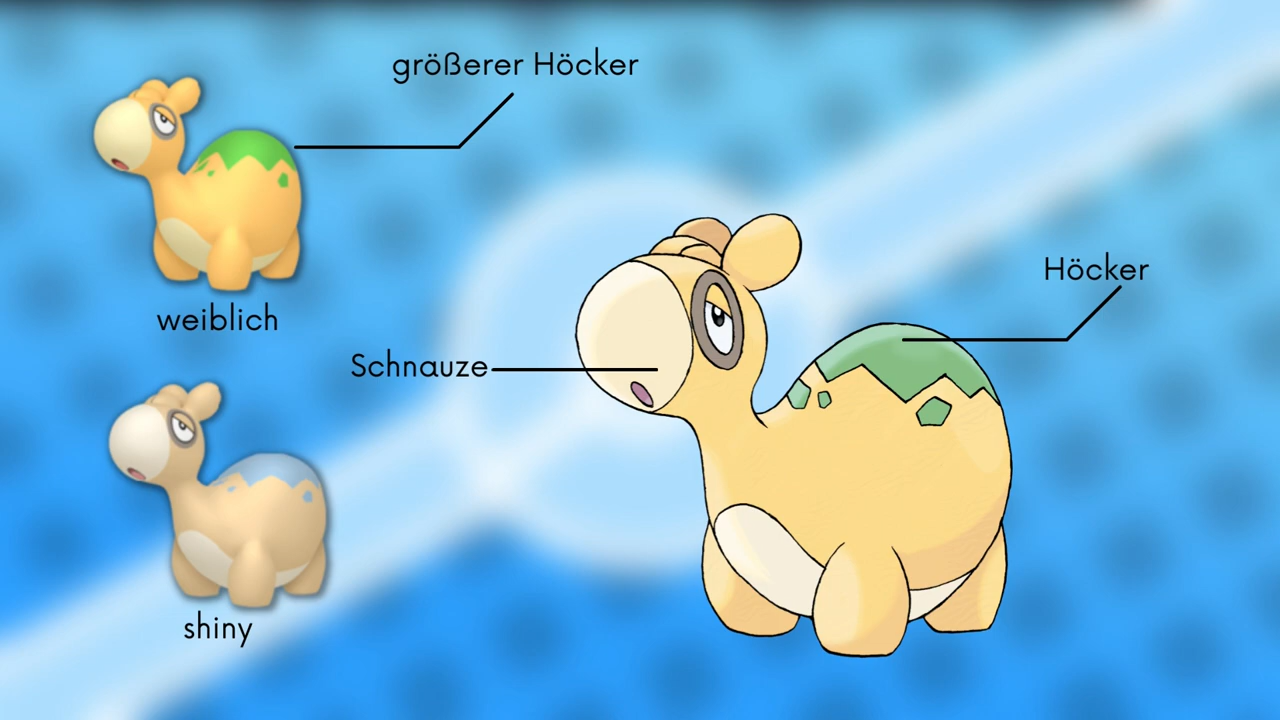 größerer Höcker
weiblich
Höcker
Schnauze
shiny